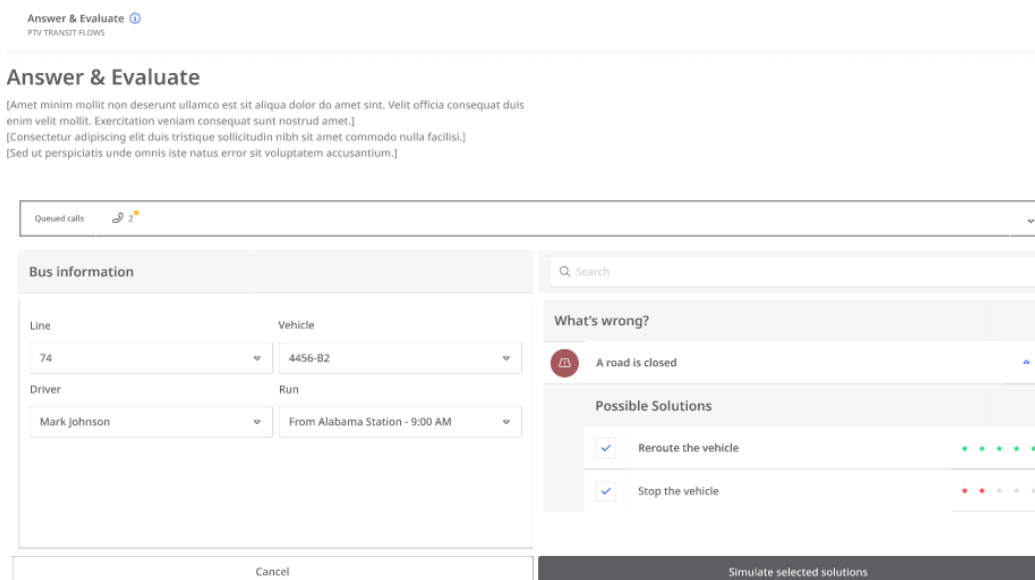 Answer & Evaluate
PTV TRANSIT FLOWS
Answer & Evaluate
[Amet minim mollit non deserunt ullamco est sit aliqua dolor do amet sint. Velit officia consequat duis
enim velit mollit. Exercitation veniam consequat sunt nostrud amet.]
[Consectetur adipiscing elit duis tristique sollicitudin nibh sit amet commodo nulla facilisi.]
[Sed ut perspiciatis unde omnis iste natus error sit voluptatem accusantium.]
Queued calls 2
Bus information
Line
Vehicle
74
4456-B2
Driver
Run
Mark Johnson
From Alabama Station - 9:00 AM
Cancel
Search
What's wrong?
A road is closed
Possible Solutions
Reroute the vehicle
Stop the vehicle
Simulate selected solutions